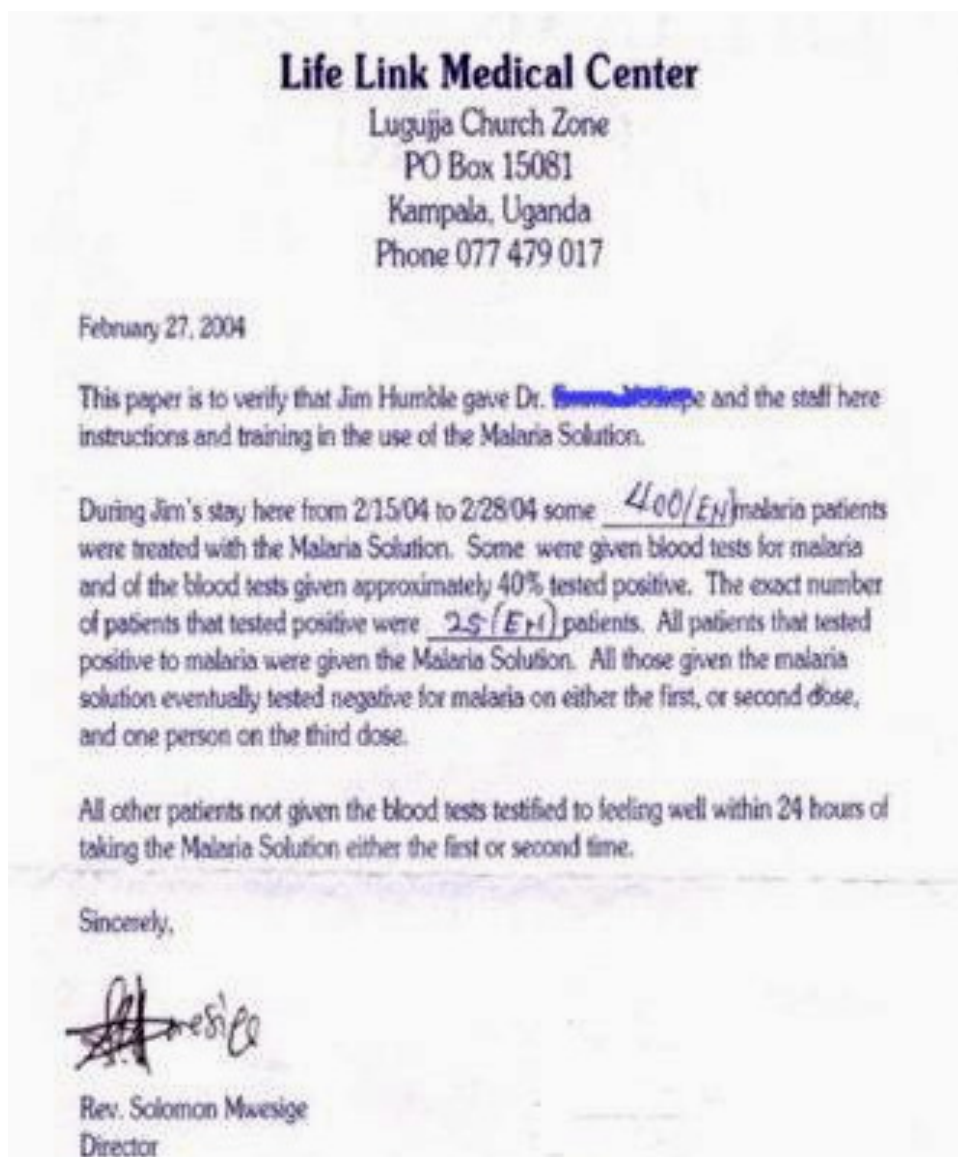 Life Link Medical Center
Lugujja Church Zone
PO Box 15081
Kampala, Uganda
Phone 077 479 017
February 27, 2004
This paper is to verify that Jim Humble gave Dr. and the staff here
instructions and training in the use of the Malaria Solution.
During Jim's stay here from 2/15/04 to 2/28/04 some 400/EM) malaria patients
were treated with the Malaria Solution. Some were given blood tests for malaria
and of the blood tests given approximately 40% tested positive. The exact number
of patients that tested positive were 25 (EM) patients. All patients that tested
positive to malaria were given the Malaria Solution. All those given the malaria
solution eventually tested negative for malaria on either the first, or second dose,
and one person on the third dose.
All other patients not given the blood tests testified to feeling well within 24 hours of
taking the Malaria Solution either the first or second time.
Sincerely,
Rev. Solomon Mwesige
Director